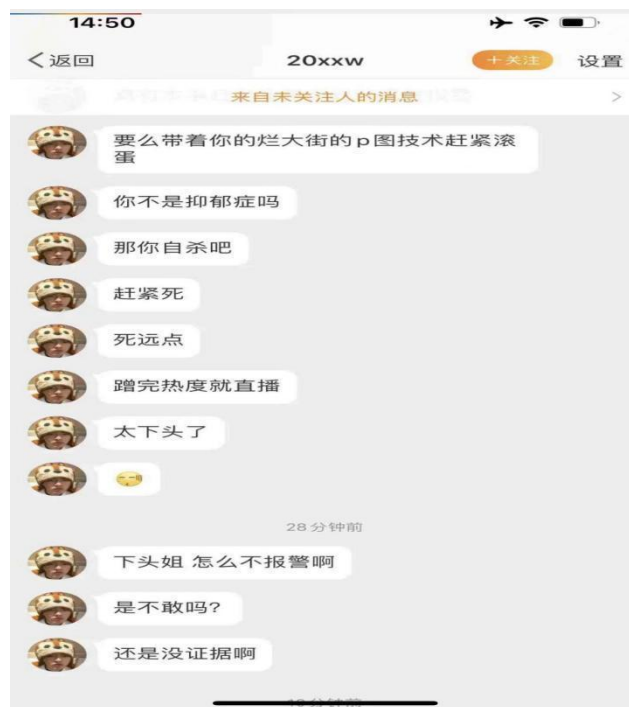 14:50
返回
20xxw
+关注
设置
来自未关注人的消息
要么带着你的烂大街的p图技术赶紧滚
蛋
你不是抑郁症吗
那你自杀吧
赶紧死
死远点
蹭完热度就直播
太下头了
28分钟前
下头姐 怎么不报警啊
是不敢吗?
还是没证据啊